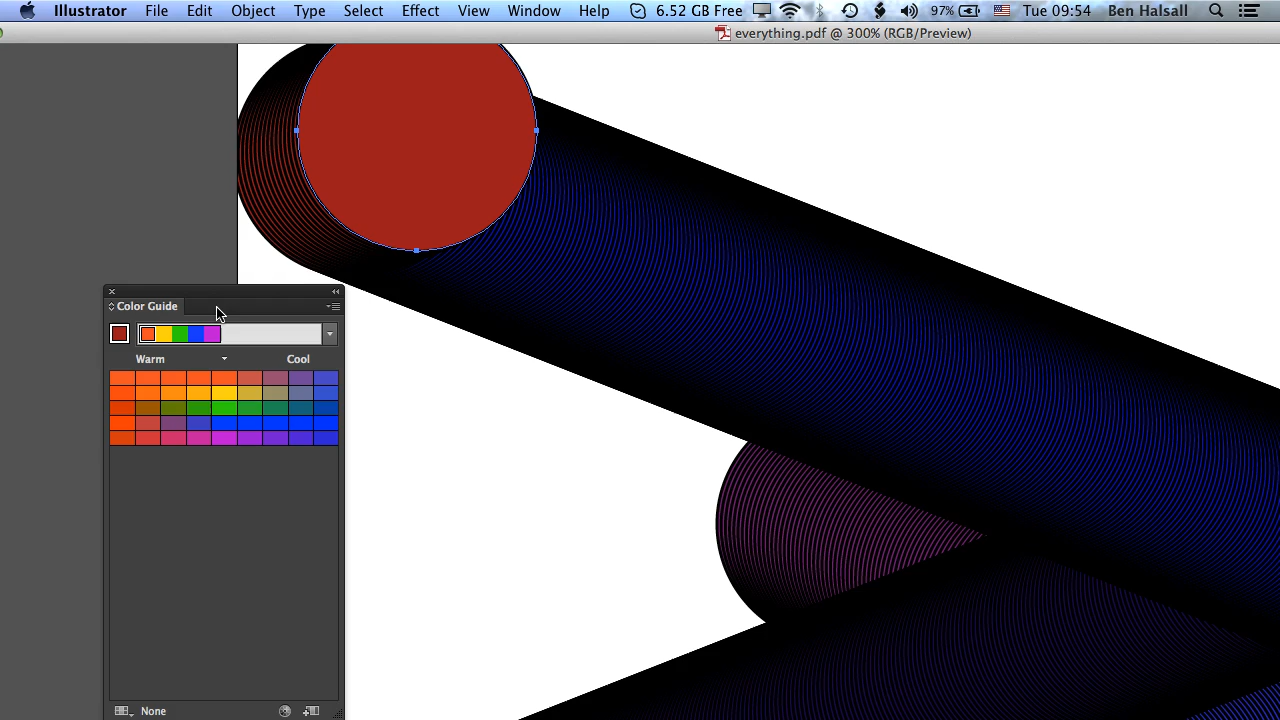 Illustrator File Edit Object Type Select Effect View Window Help 6.52 GB Free 97% Tue 09:54 Ben Halsall
everything.pdf @ 300% (RGB/Preview)
Color Guide
Warm Cool
None